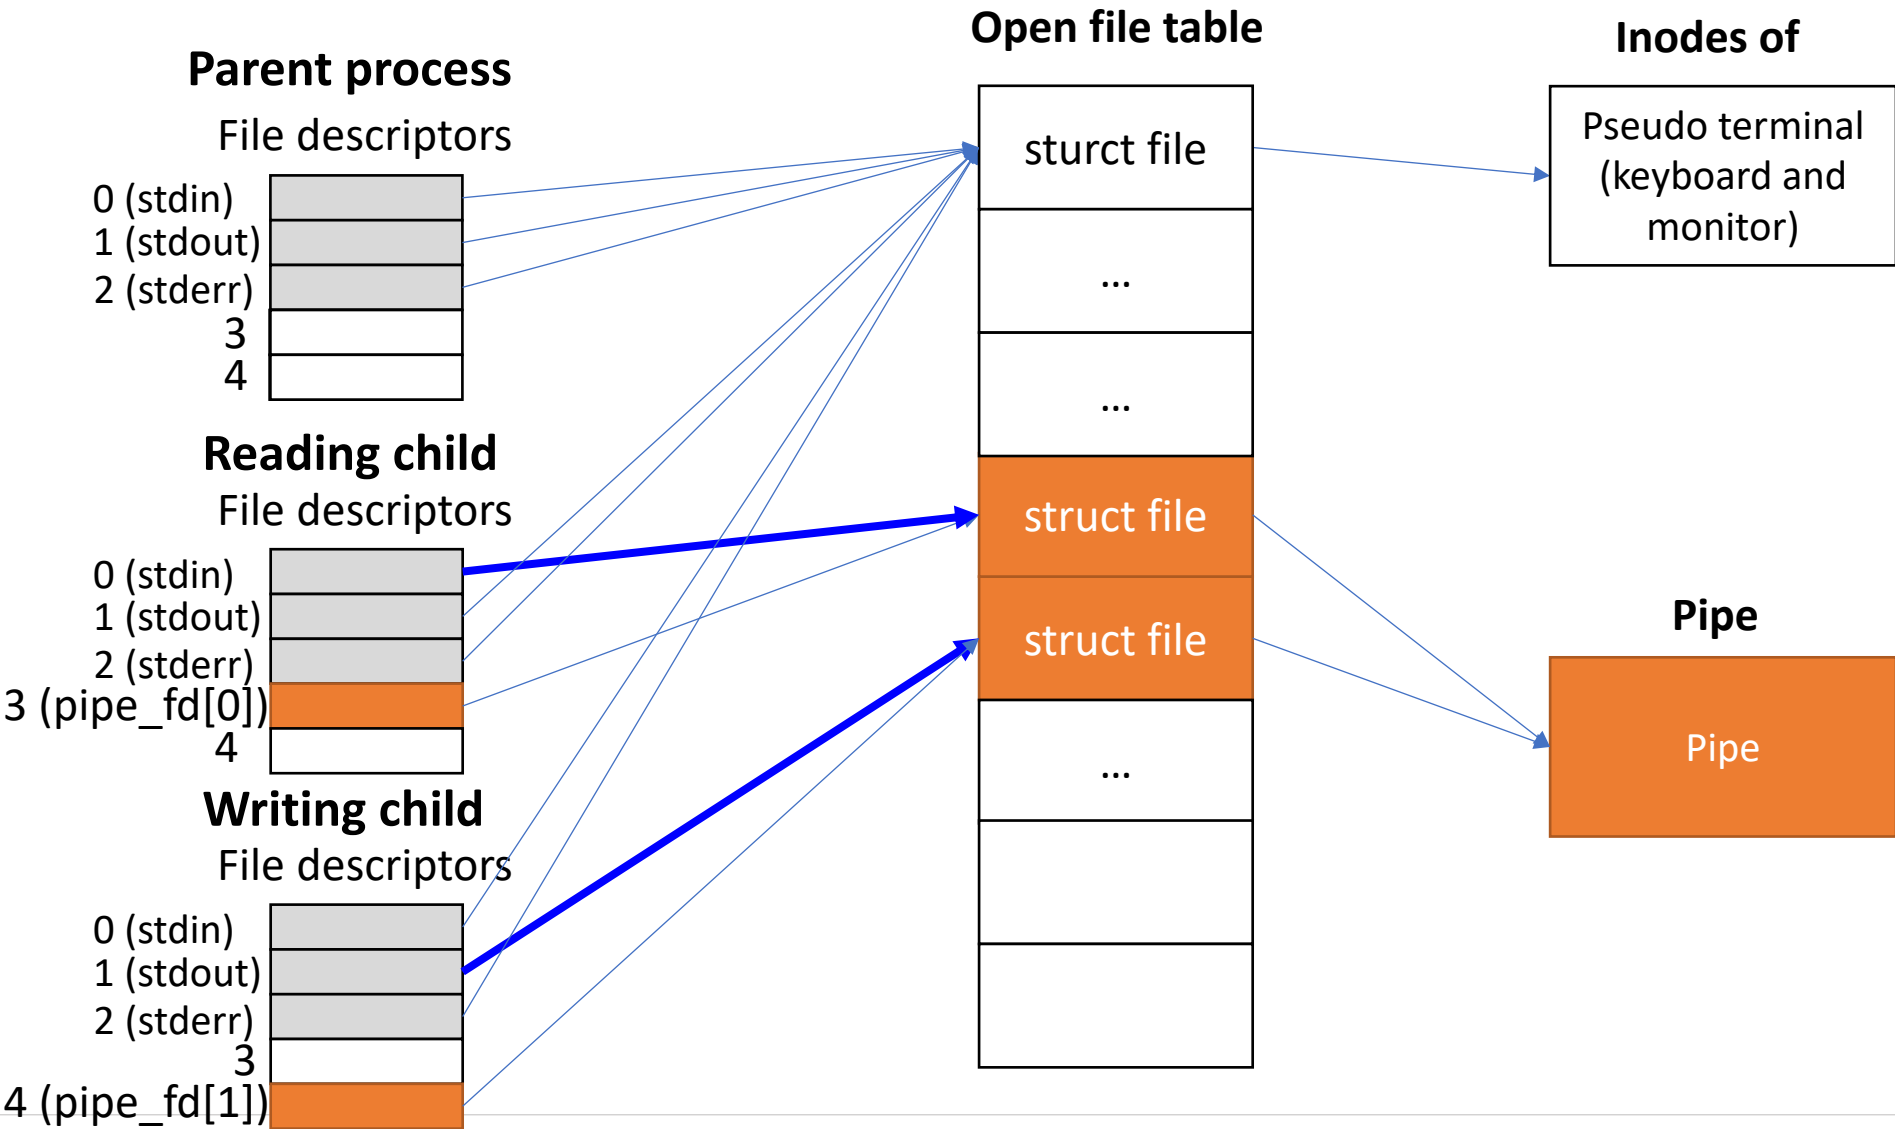 Parent process
File descriptors
0 (stdin)
1 (stdout)
2 (stderr)
3
4
Reading child
File descriptors
0 (stdin)
1 (stdout)
2 (stderr)
3 (pipe_fd[0])
4
Writing child
File descriptors
0 (stdin)
1 (stdout)
2 (stderr)
3
4 (pipe_fd[1])
Open file table
sturct file
...
...
struct file
struct file
...
Inodes of
Pseudo terminal
(keyboard and
monitor)
Pipe
Pipe